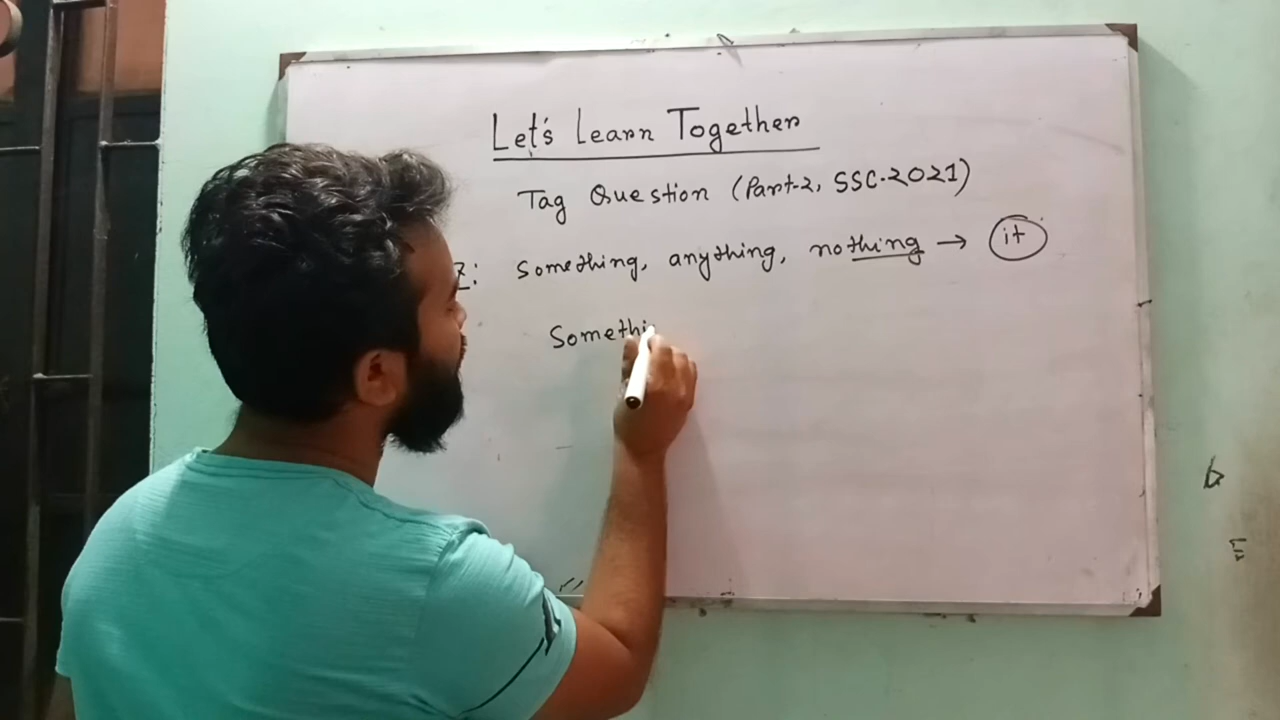 Let's Learn Together
Tag Question (Part-2, SSC-2021)
: Something, anything, nothing → it
Somethi